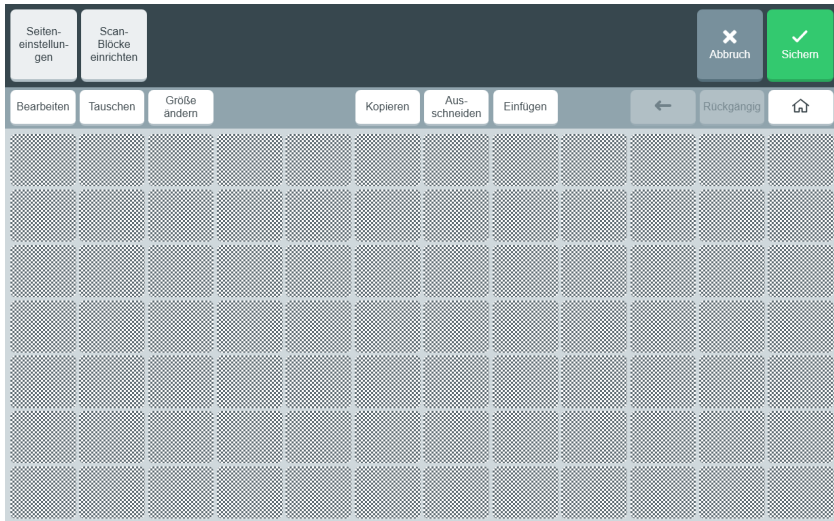 Seiten-
einstellun-
gen
Scan-
Blöcke
einrichten
Abbruch
Sichern
Bearbeiten
Tauschen
Größe
ändern
Kopieren
Aus-
schneiden
Einfügen
Rückgängig